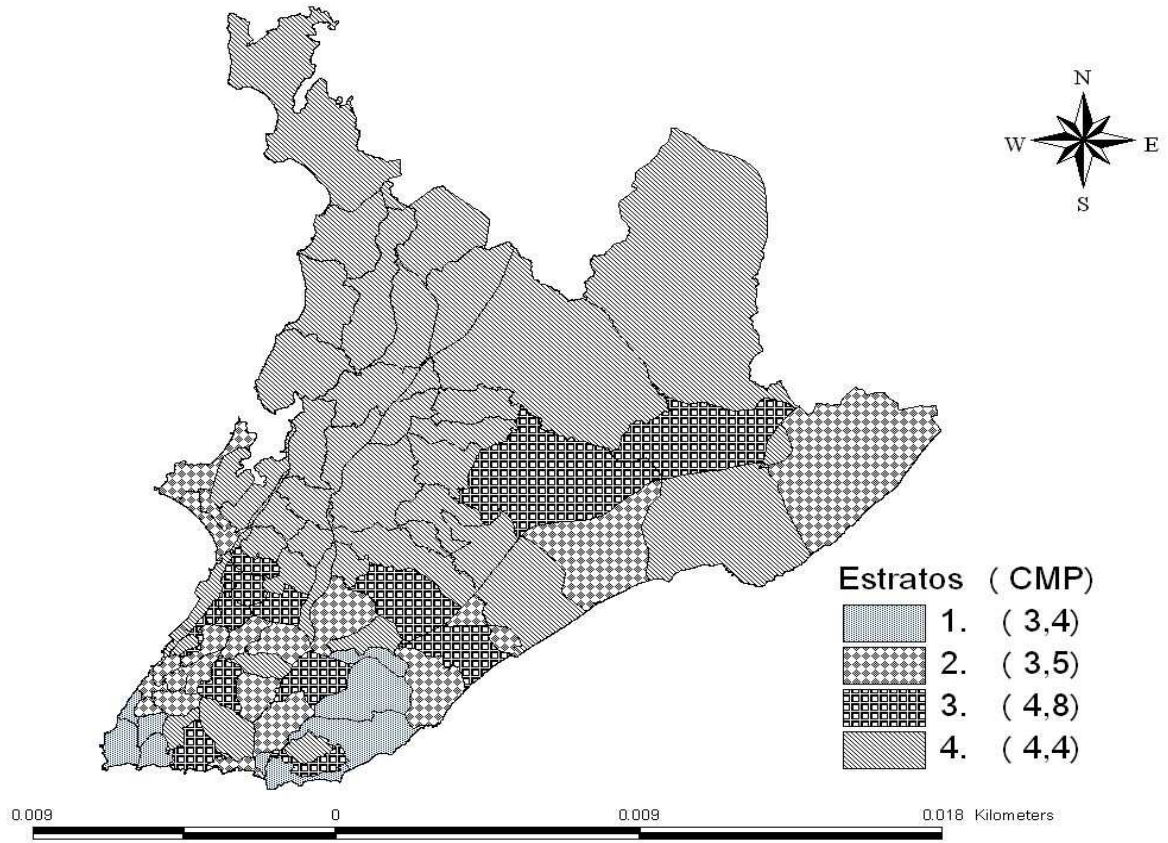 N
W E
S
Estratos ( CMP)
1. ( 3,4)
2. ( 3,5)
3. ( 4,8)
4. ( 4,4)
0.009 0 0.009 0.018 Kilometers